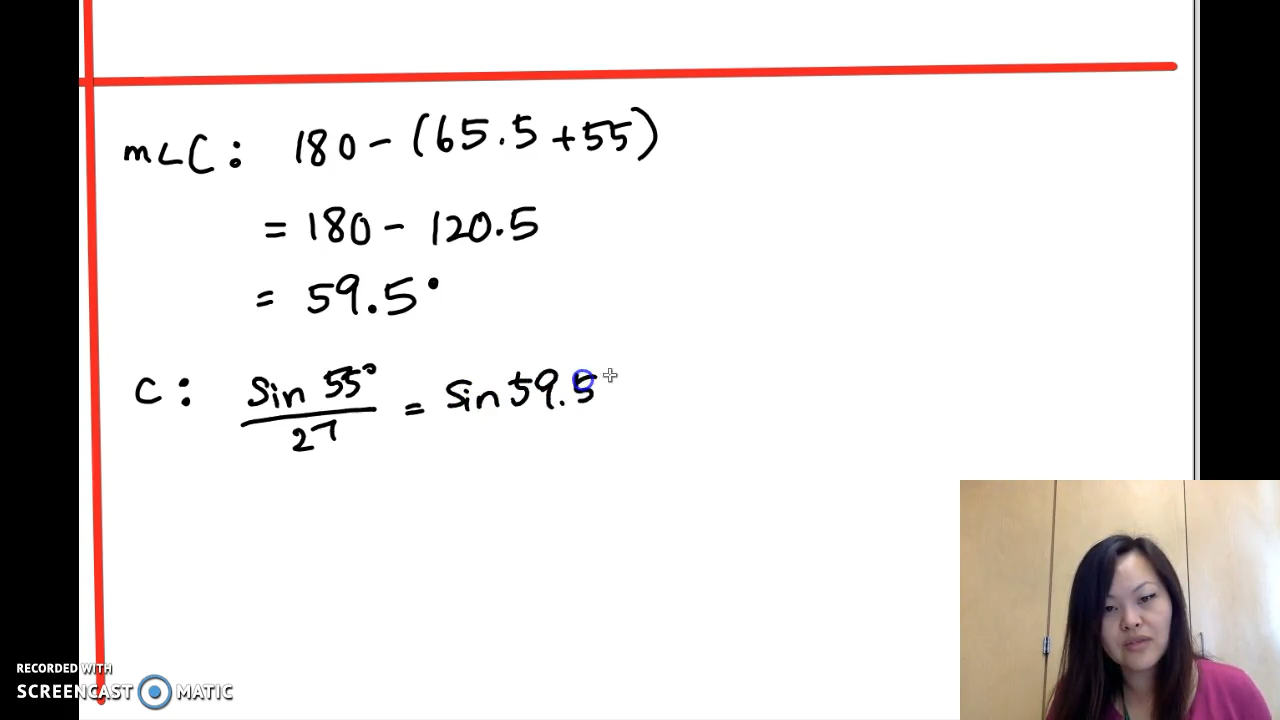 m∠C: 180 - (65.5 + 55)
= 180 - 120.5
= 59.5°
C: sin 55° / 27 = sin 59.5
RECORDED WITH
SCREENCAST MATIC